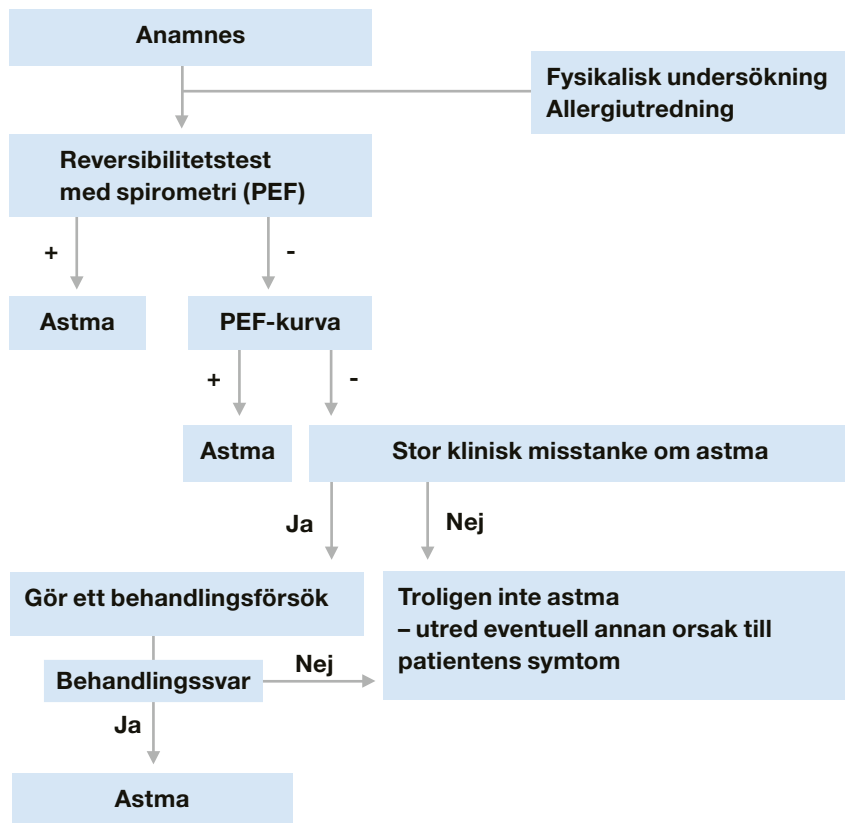 Anamnes
Fysikalisk undersökning
Allergiutredning
Reversibilitetstest
med spirometri (PEF)
+
-
Astma
PEF-kurva
+
-
Astma
Stor klinisk misstanke om astma
Ja
Nej
Gör ett behandlingsförsök
Troligen inte astma
– utred eventuell annan orsak till
patientens symtom
Behandlingssvar
Nej
Ja
Astma